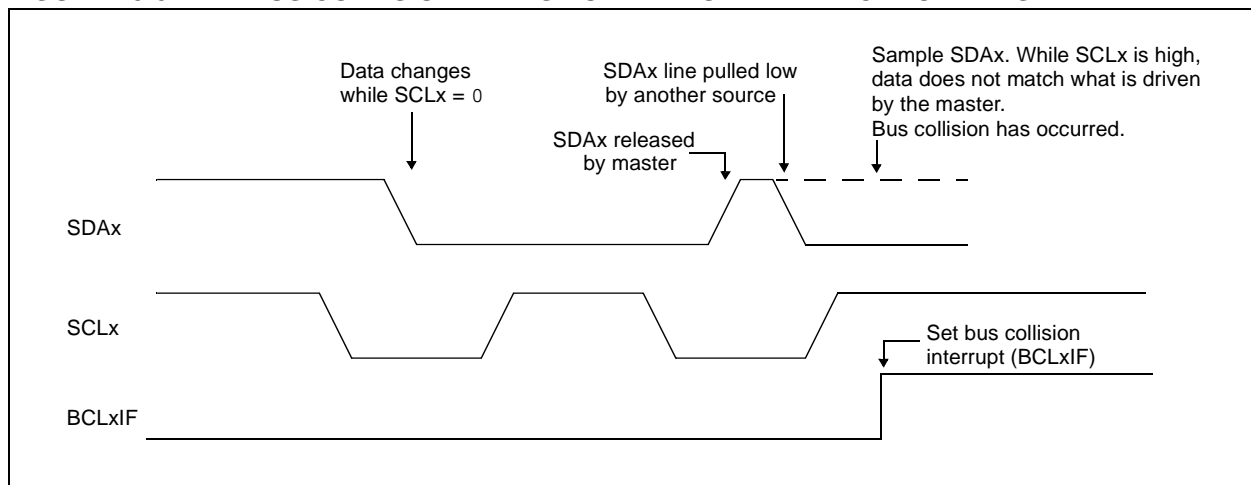 Data changes
while SCLx = 0
SDAx line pulled low
by another source
Sample SDAx. While SCLx is high,
data does not match what is driven
by the master.
Bus collision has occurred.
SDAx released
by master
SDAx
SCLx
Set bus collision
interrupt (BCLxIF)
BCLxIF